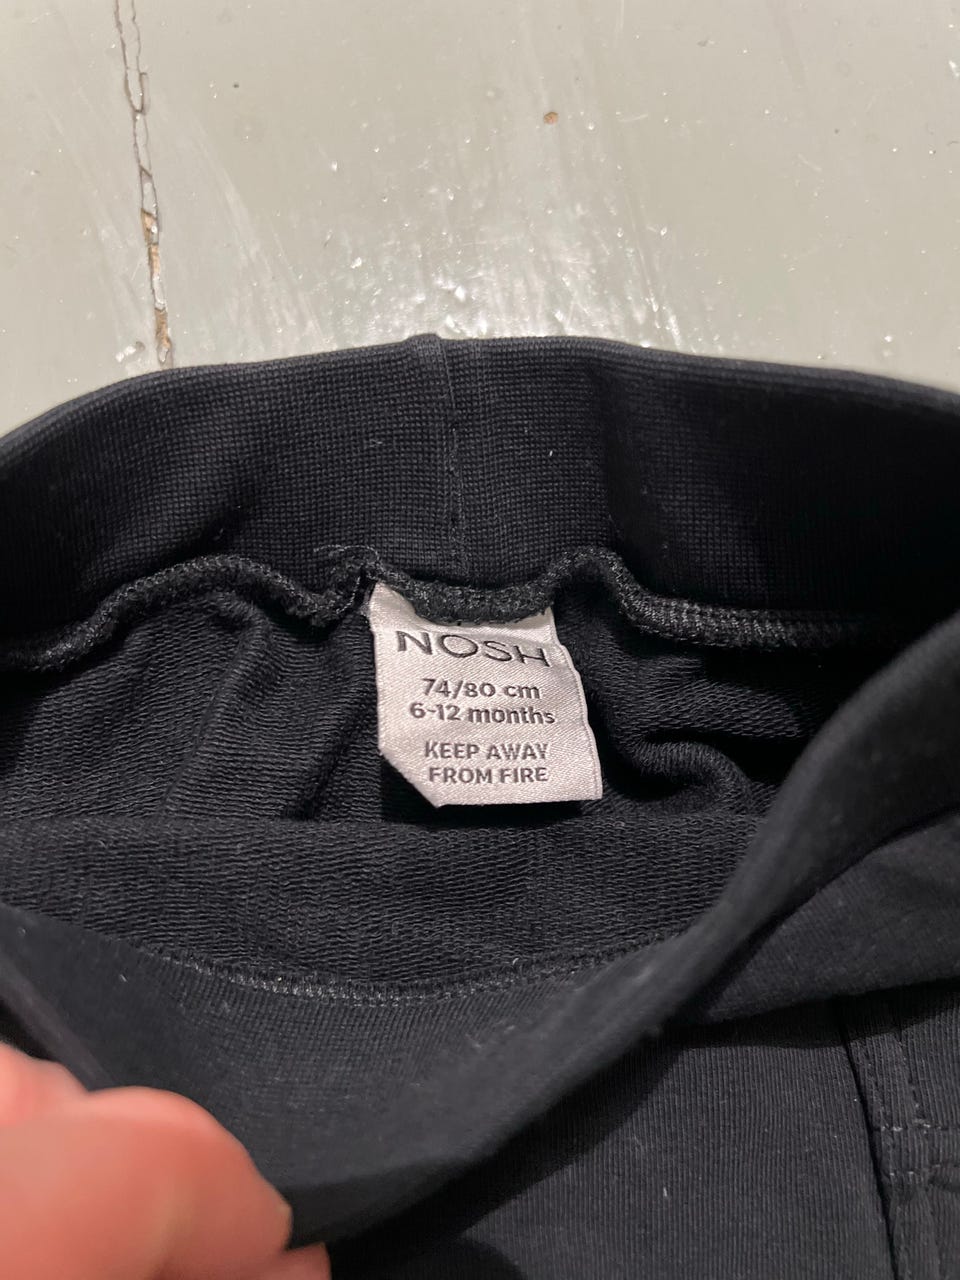 NOSH
74/80 cm
6-12 months
KEEP AWAY
FROM FIRE